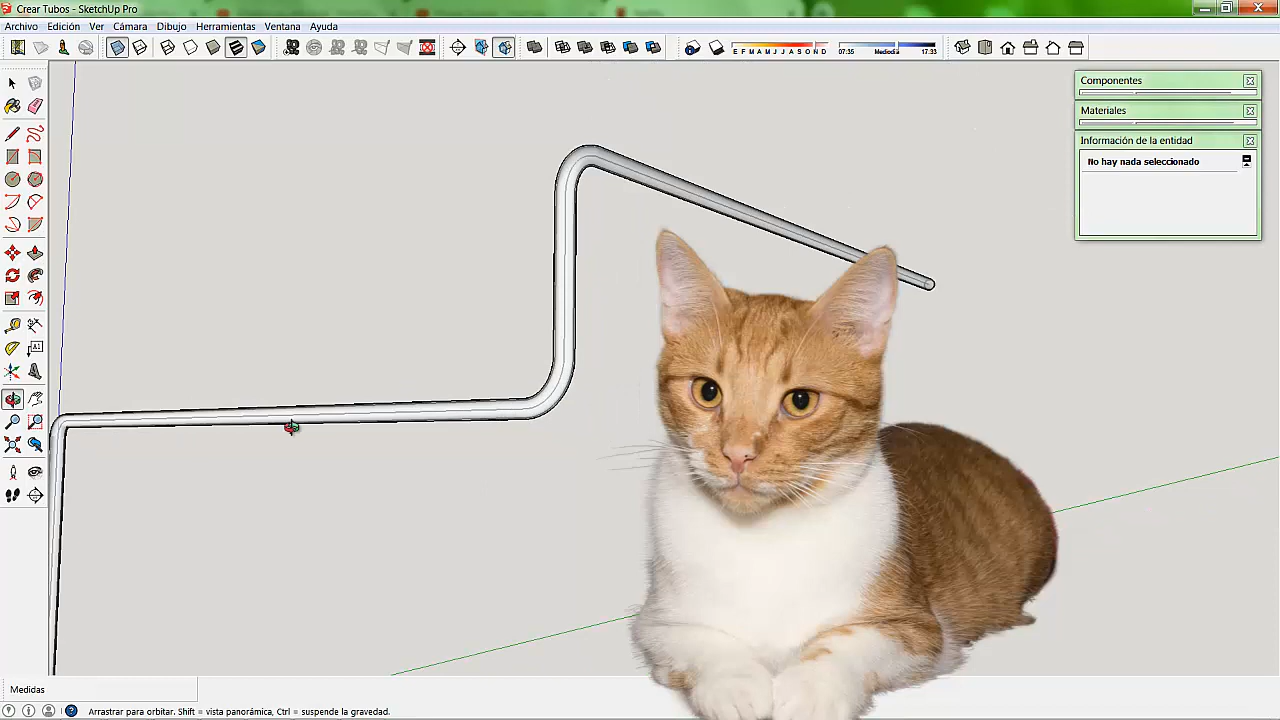 Crear Tubos - SketchUp Pro
Archivo Edición Ver Cámara Dibujo Herramientas Ventana Ayuda
E F M A M J J A S O N D 07:35 Mediodía 17:33
Componentes
Materiales
Información de la entidad
No hay nada seleccionado
A1
Medidas
Arrastrar para orbitar. Shift = vista panorámica, Ctrl = suspende la gravedad.